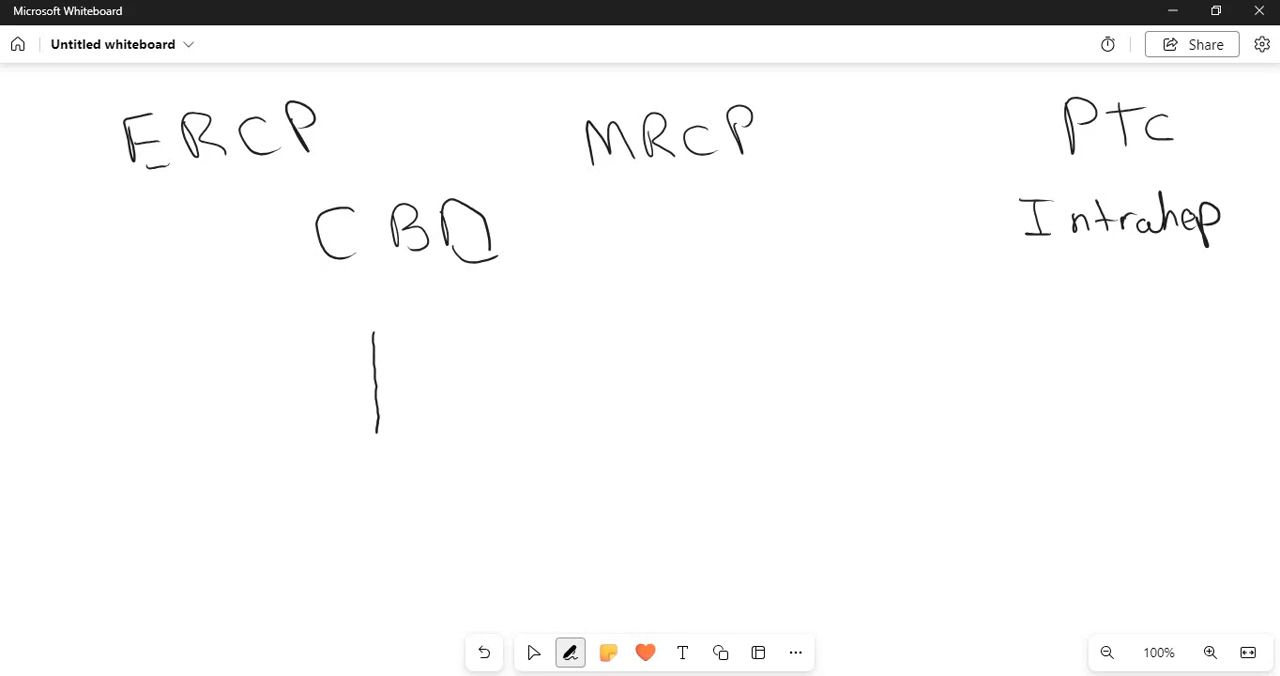 Microsoft Whiteboard
Untitled whiteboard
Share
ERCP MRCP PTC
CBD Intrahep
T
100%